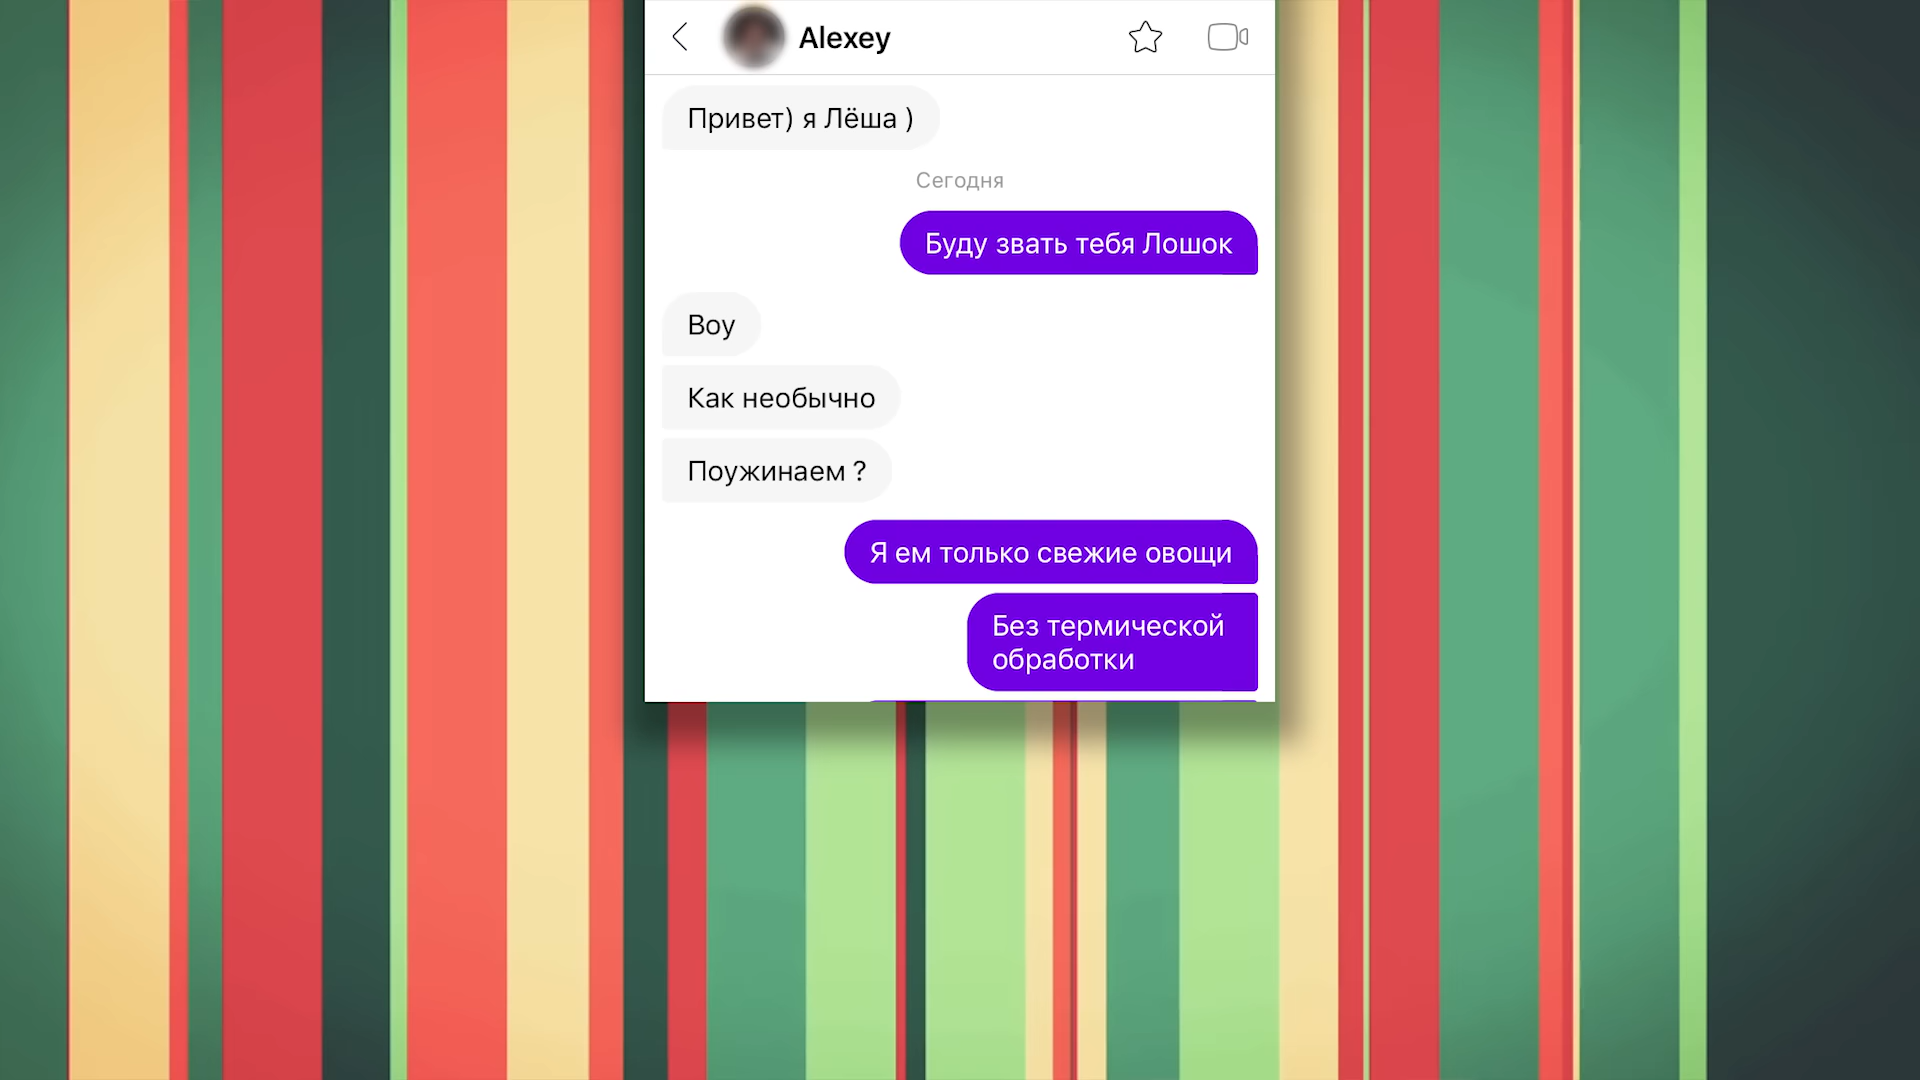 Alexey
Привет) я Лёша )
Сегодня
Буду звать тебя Лошок
Воу
Как необычно
Поужинаем ?
Я ем только свежие овощи
Без термической
обработки